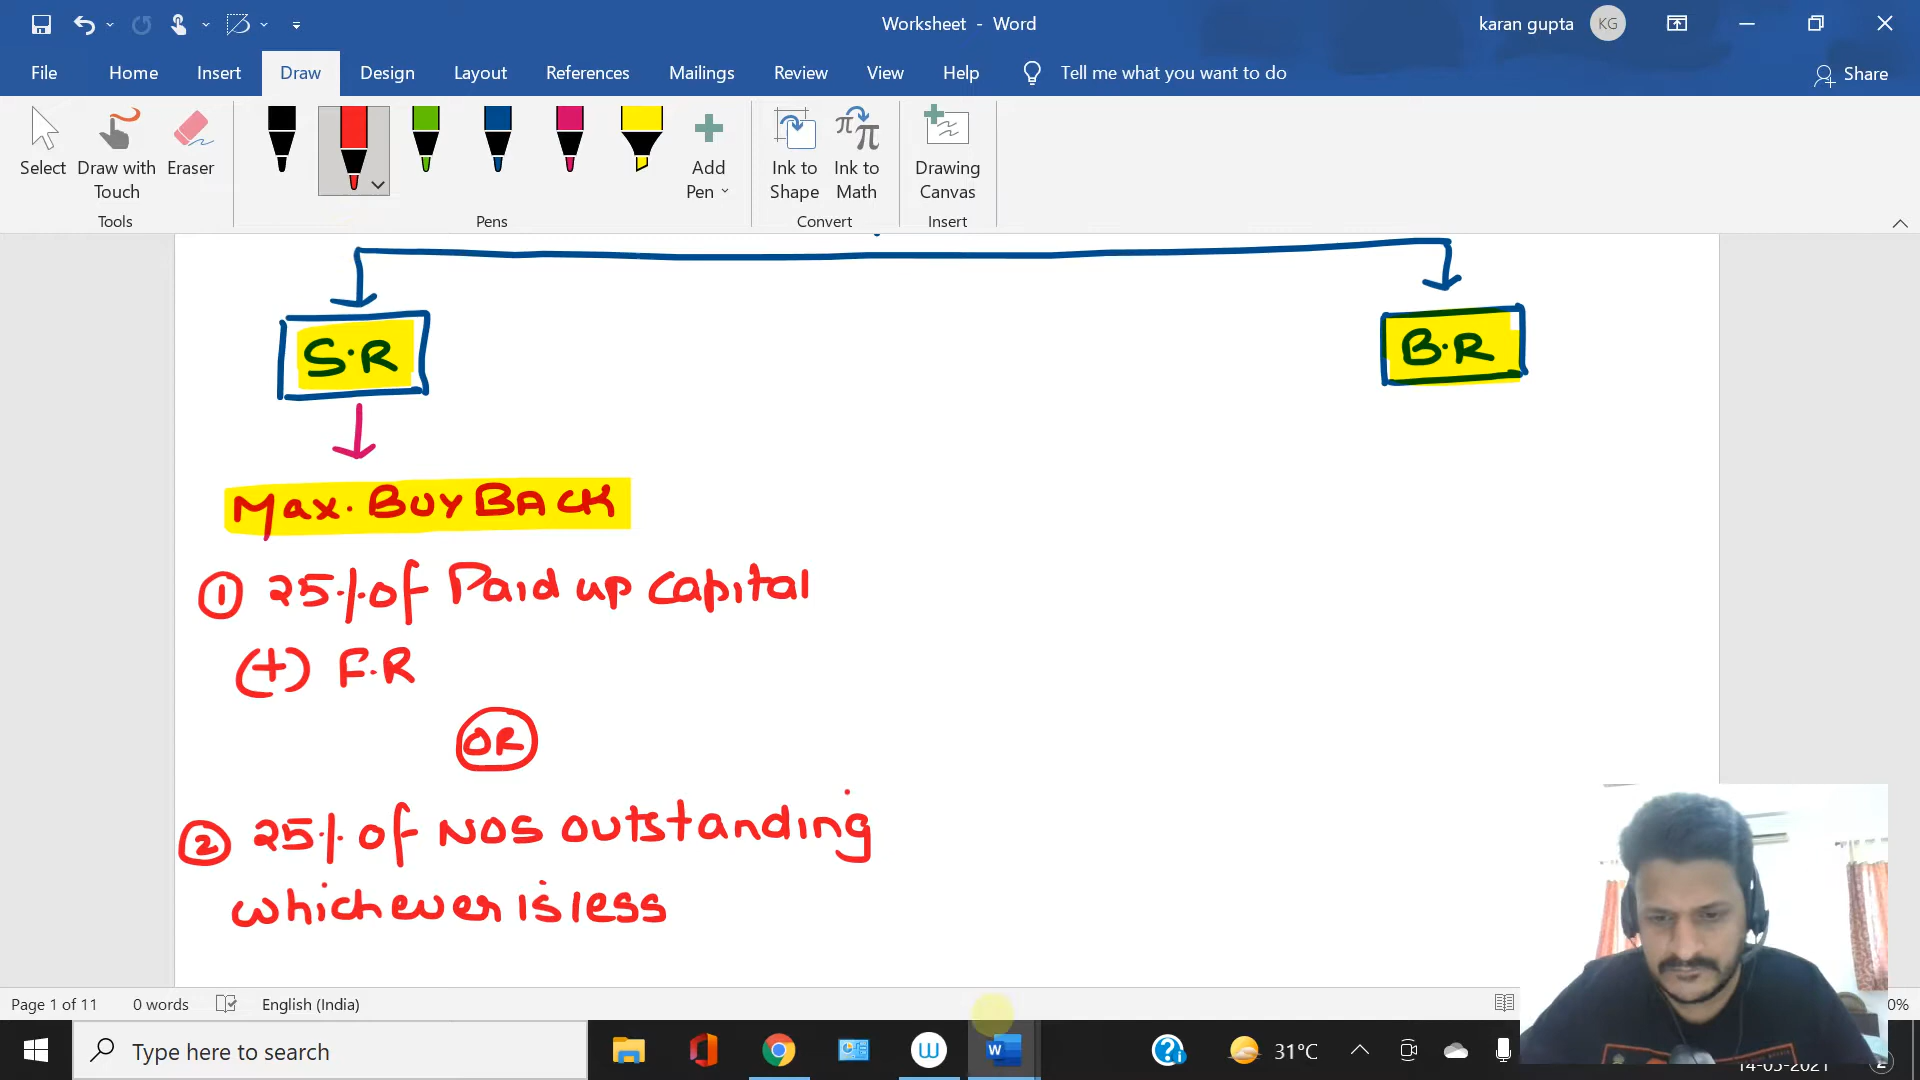 Worksheet - Word
karan gupta
KG
File Home Insert Draw Design Layout References Mailings Review View Help Tell me what you want to do Share
Select Draw with Touch Eraser Add Pen Ink to Shape Ink to Math Drawing Canvas
Tools Pens Convert Insert
S.R
B.R
Max. BUY BACK
① 25% of Paid up capital
(+) F.R
OR
② 25% of NOS outstanding
whichever is less
Page 1 of 11 0 words English (India) 0%
Type here to search
31°C